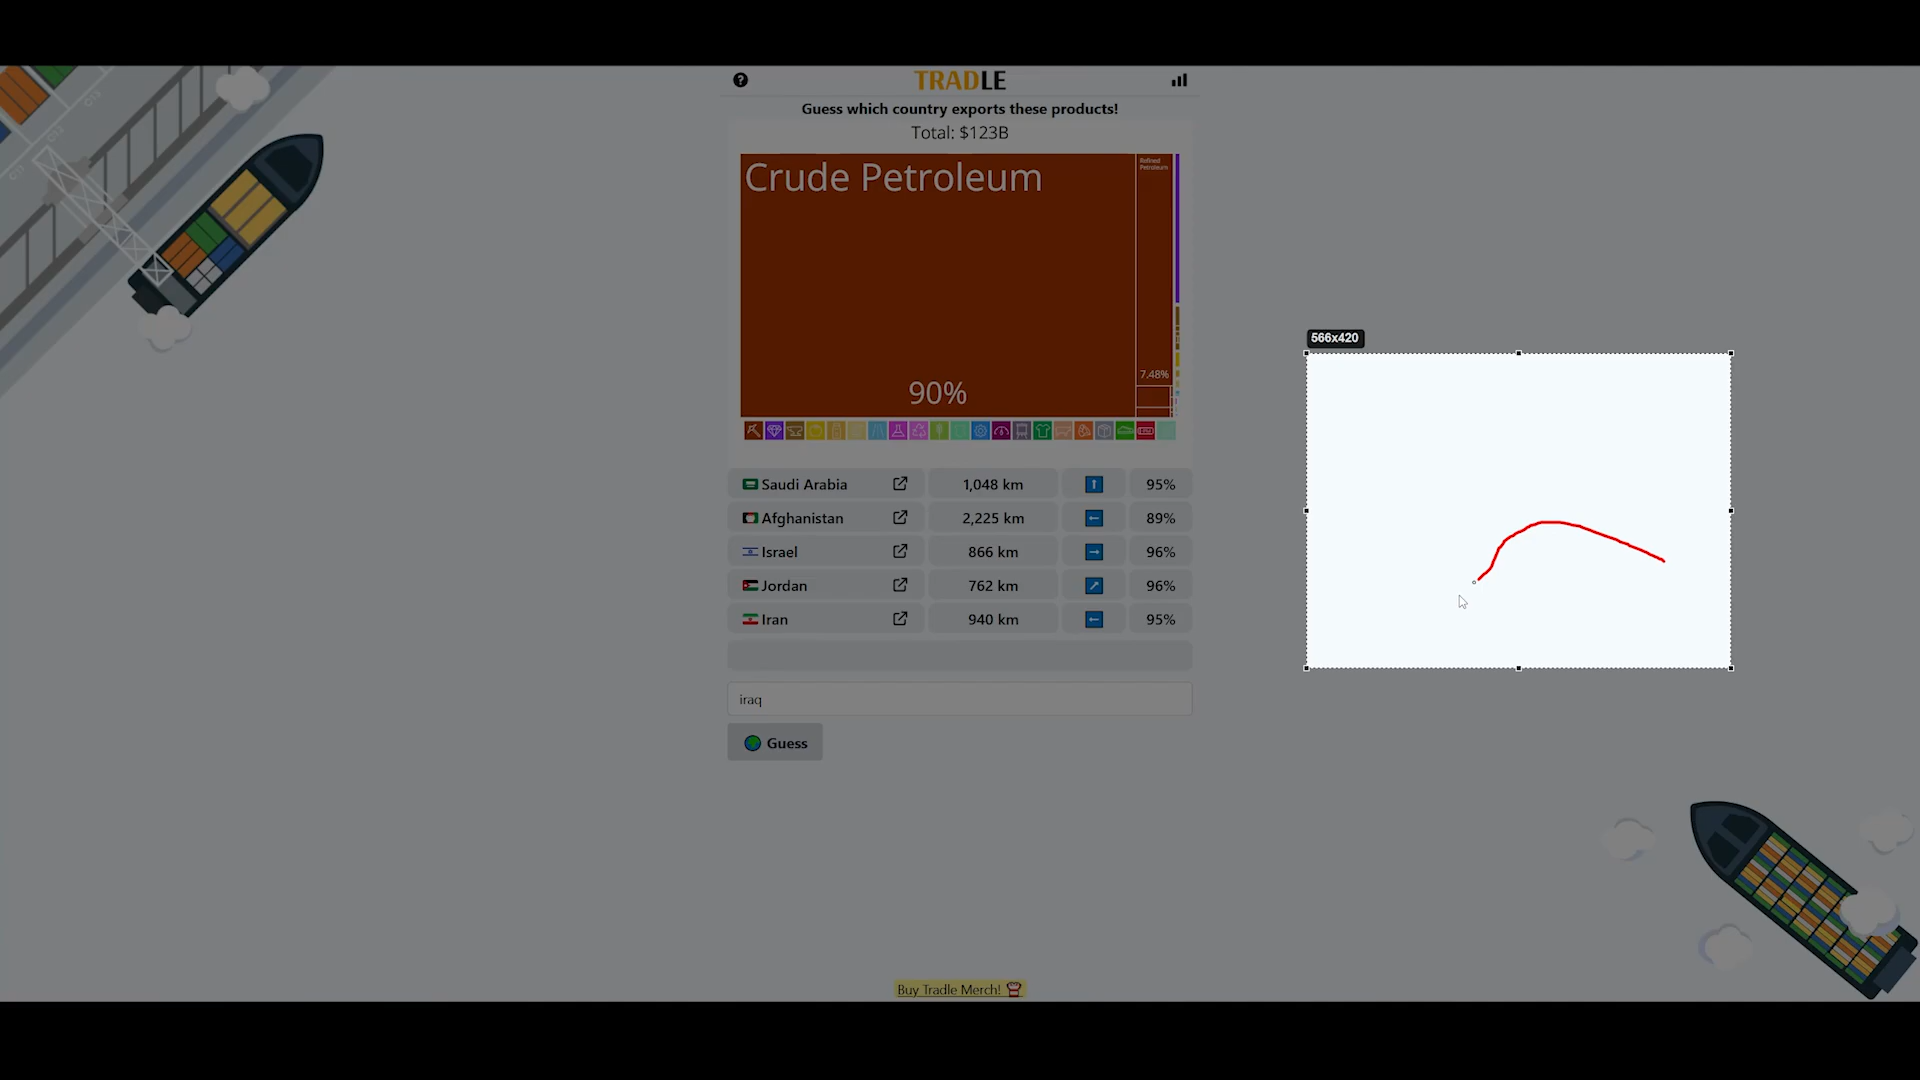 TRADLE
Guess which country exports these products!
Total: $123B
Crude Petroleum
Refined
Petroleum
90%
7.48%
Saudi Arabia 1,048 km 95%
Afghanistan 2,225 km 89%
Israel 866 km 96%
Jordan 762 km 96%
Iran 940 km 95%
iraq
Guess
566x420
Buy Tradle Merch!